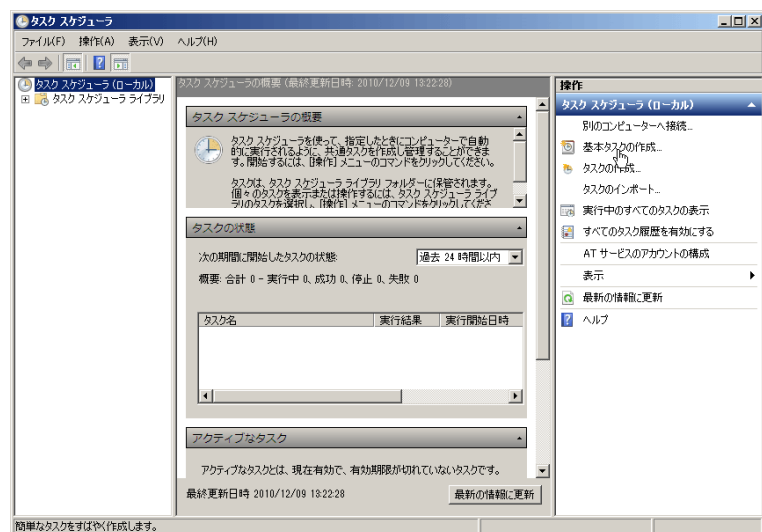 タスク スケジューラ
ファイル(F) 操作(A) 表示(V) ヘルプ(H)
タスク スケジューラ (ローカル)
タスク スケジューラ ライブラリ
タスク スケジューラの概要 (最終更新日時: 2010/12/09 13:22:28)
タスク スケジューラの概要
タスク スケジューラを使って、指定したときにコンピューターで自動
的に実行されるように、共通タスクを作成し管理することができま
す。開始するには、[操作] メニューのコマンドをクリックしてください。
タスクは、タスク スケジューラ ライブラリ フォルダーに保管されます。
個々のタスクを表示または操作するには、タスク スケジューラ ライブ
ラリのタスクを選択し、[操作] メニューのコマンドをクリックしてくださ
タスクの状態
次の期間に開始したタスクの状態:
過去 24 時間以内
概要: 合計 0 - 実行中 0、成功 0、停止 0、失敗 0
タスク名 実行結果 実行開始日時
アクティブなタスク
アクティブなタスクとは、現在有効で、有効期限が切れていないタスクです。
最終更新日時 2010/12/09 13:22:28
最新の情報に更新
操作
タスク スケジューラ (ローカル)
別のコンピューターへ接続...
基本タスクの作成...
タスクの作成...
タスクのインポート...
実行中のすべてのタスクの表示
すべてのタスク履歴を有効にする
AT サービスのアカウントの構成
表示
最新の情報に更新
ヘルプ
簡単なタスクをすばやく作成します。